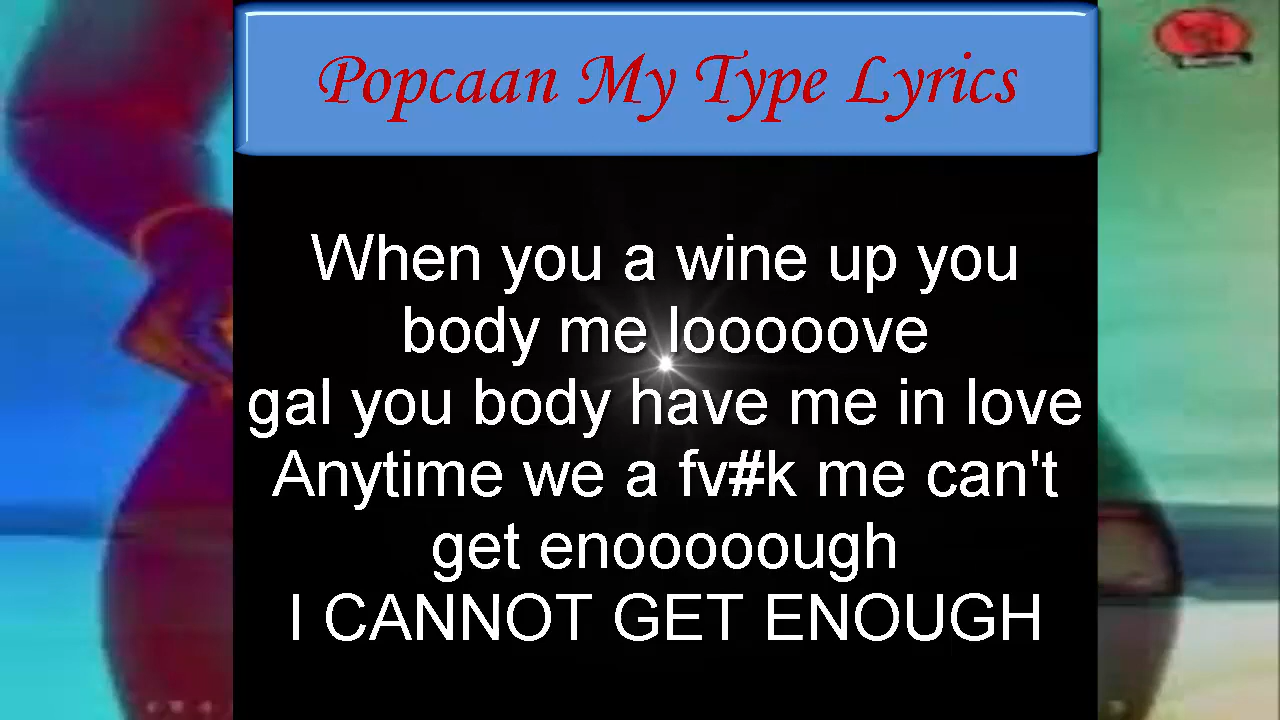 Popcaan My Type Lyrics
When you a wine up you
body me looooove
gal you body have me in love
Anytime we a fv#k me can't
get enooooough
I CANNOT GET ENOUGH